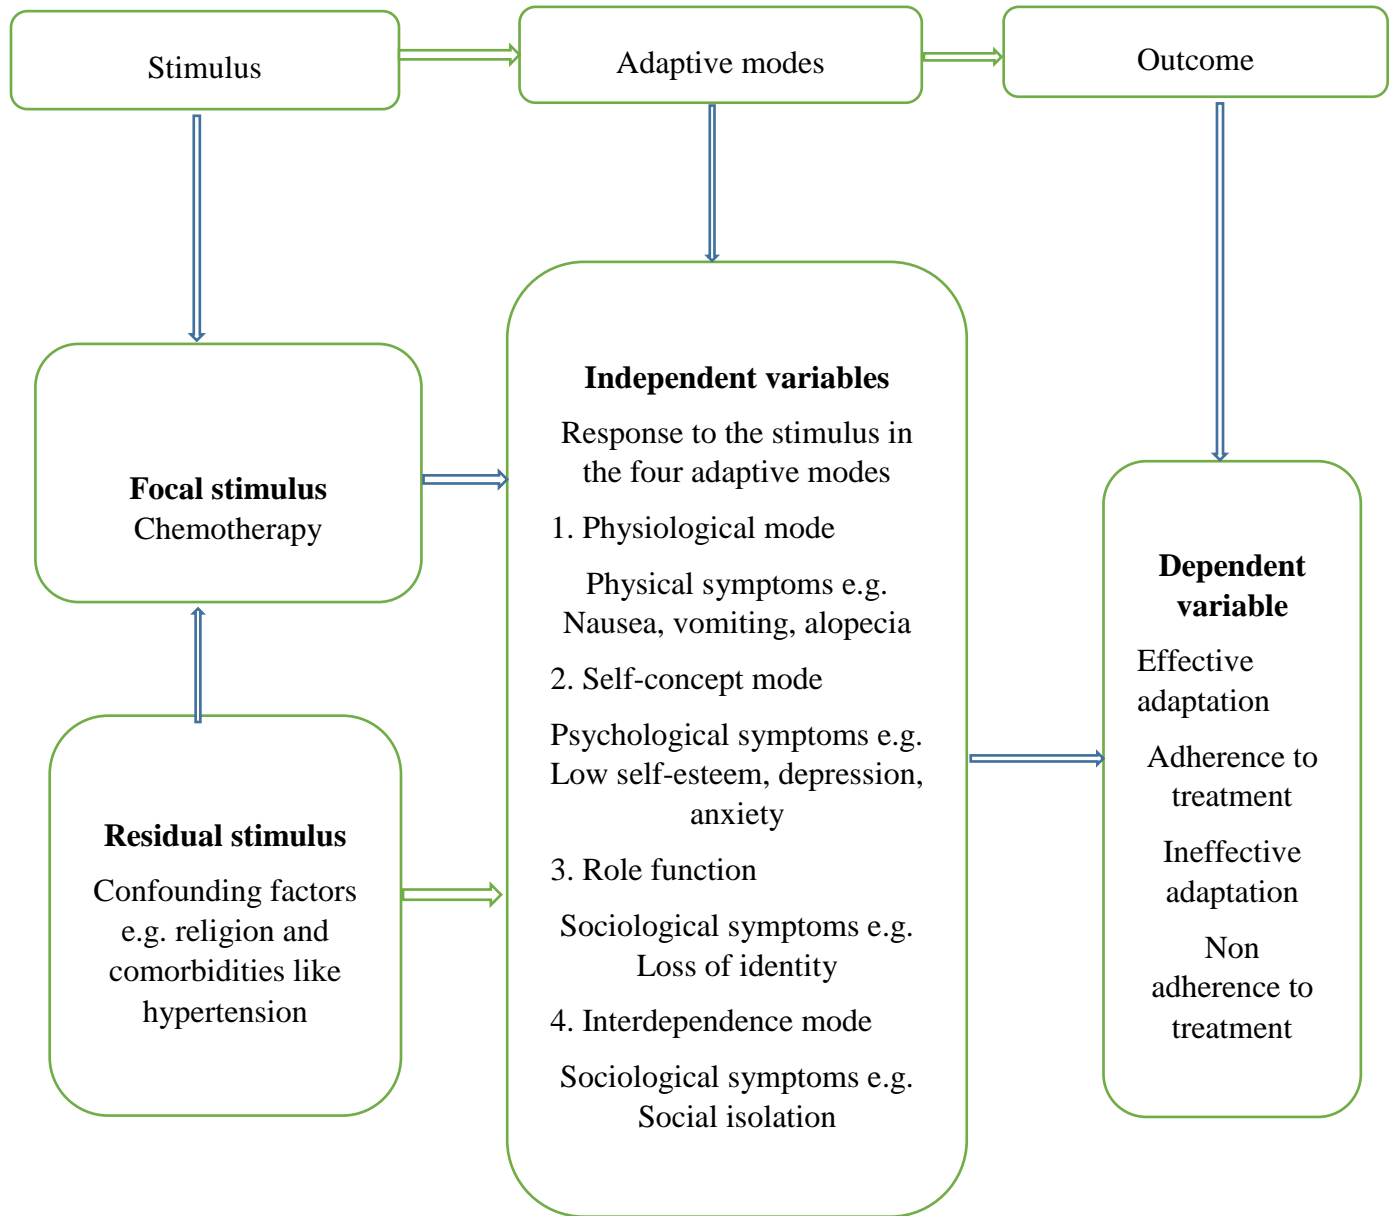 Stimulus
Adaptive modes
Outcome
Focal stimulus
Chemotherapy
Residual stimulus
Confounding factors
e.g. religion and
comorbidities like
hypertension
Independent variables
Response to the stimulus in
the four adaptive modes
1. Physiological mode
Physical symptoms e.g.
Nausea, vomiting, alopecia
2. Self-concept mode
Psychological symptoms e.g.
Low self-esteem, depression,
anxiety
3. Role function
Sociological symptoms e.g.
Loss of identity
4. Interdependence mode
Sociological symptoms e.g.
Social isolation
Dependent
variable
Effective
adaptation
Adherence to
treatment
Ineffective
adaptation
Non
adherence to
treatment